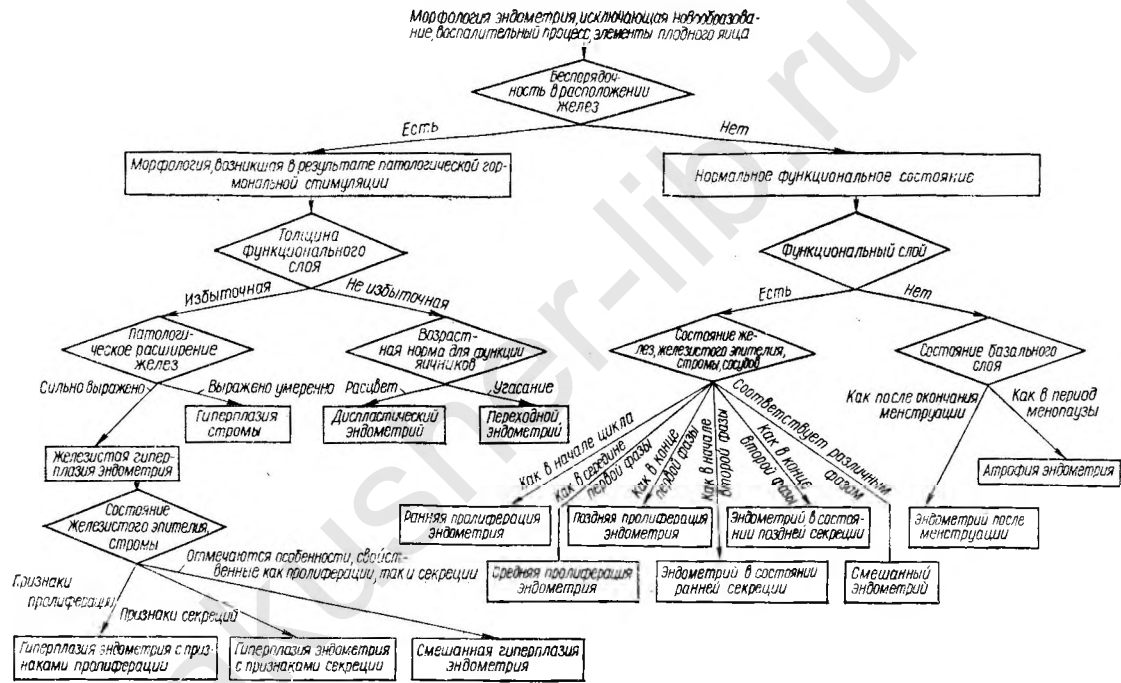 Морфология эндометрия, исключающая новообразова-
ние, воспалительный процесс, элементы плодного яйца
Беспорядоч-
ность в расположении
желез
Есть
Нет
Морфология, возникшая в результате патологической гор-
мональной стимуляции
Нормальное функциональное состояние
Толщина
функционального
слоя
Функциональный слой
Избыточная
Не избыточная
Есть
Нет
Патологи-
ческое расширение
желез
Возраст-
ная норма для функции
яичников
Состояние же-
лез, железистого эпителия,
стромы, сосудов
Состояние базального
слоя
Сильно выражено
Выражено умеренно
Расцвет
Угасание
Как после окончания
менструации
Как в период
менопаузы
Гиперплазия
стромы
Диспластический
эндометрий
Переходной
эндометрий
Железистая гипер-
плазия эндометрия
Как в начале цикла
Как в середине
первой фазы
Как в конце
первой фазы
Как в начале
второй фазы
Как в конце
второй фазы
Соответствует различным
фазам
Атрофия эндометрия
Состояние
железистого эпителия,
стромы
Ранняя пролиферация
эндометрия
Поздняя пролиферация
эндометрия
Эндометрий в состоя-
нии поздней секреции
Эндометрий после
менструации
Отмечаются особенности, свойст-
венные как пролиферации, так и секреции
Средняя пролиферация
эндометрия
Эндометрий в состоянии
ранней секреции
Смешанный
эндометрий
Признаки
пролиферации
Признаки секреций
Гиперплазия эндометрия с приз-
наками пролиферации
Гиперплазия эндометрия
с признаками секреции
Смешанная гиперплазия
эндометрия
akusher-lib.ru